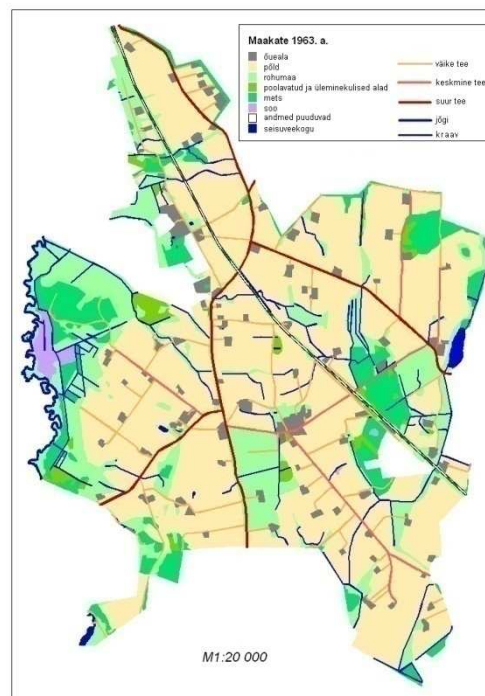 Maakate 1963. a.
õueala
põld
rohumaa
poolavatud ja üleminekulised alad
mets
soo
andmed puuduvad
seisuveekogu
väike tee
keskmine tee
suur tee
jõgi
kraav
M1:20 000